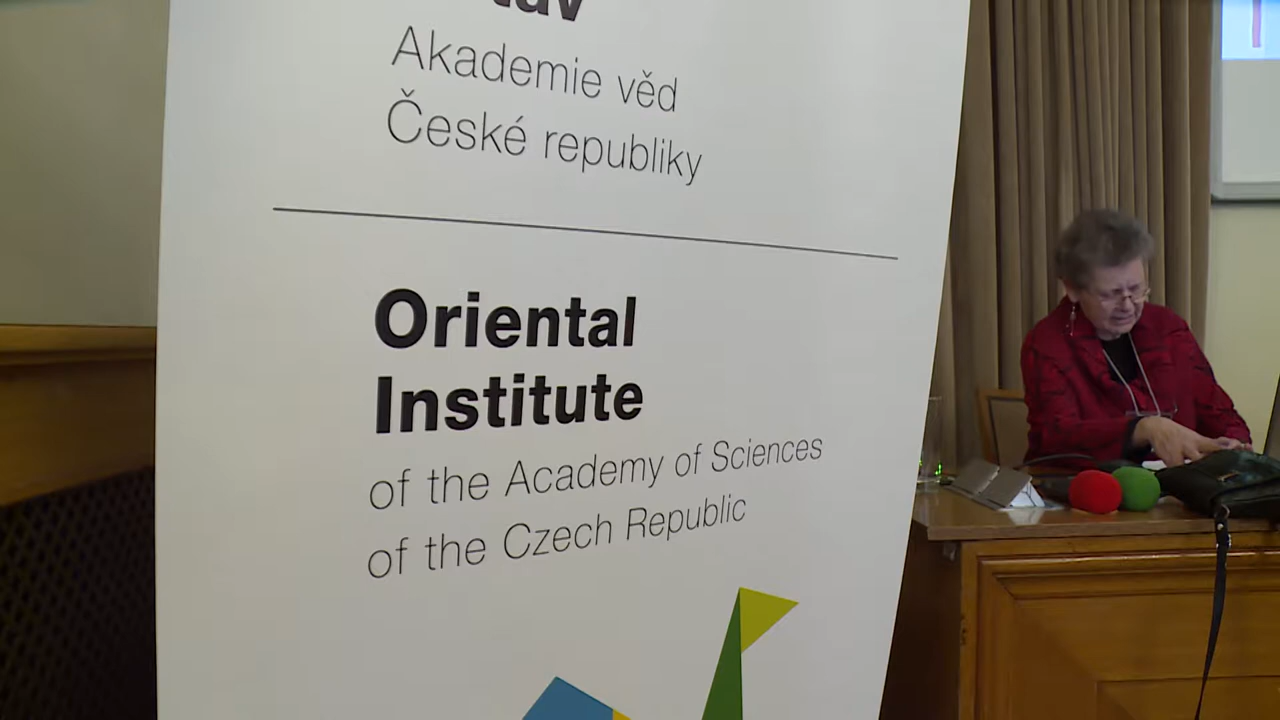 Akademie věd
České republiky
Oriental
Institute
of the Academy of Sciences
of the Czech Republic